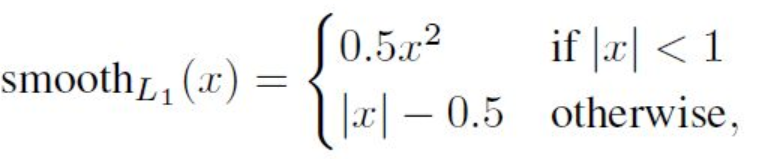 smooth_{L_1}(x) = { 0.5x^2 if |x| < 1
|x| − 0.5 otherwise,